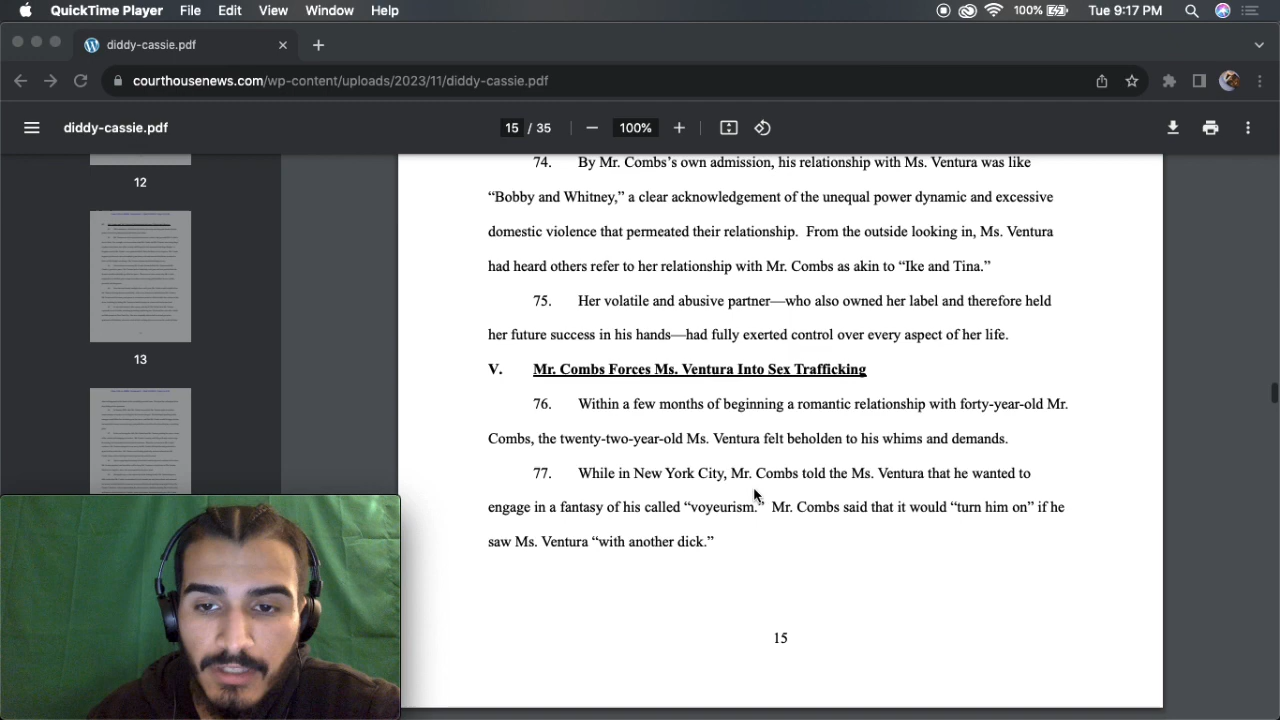 QuickTime Player File Edit View Window Help 100% Tue 9:17 PM
diddy-cassie.pdf
courthousenews.com/wp-content/uploads/2023/11/diddy-cassie.pdf
diddy-cassie.pdf 15 / 35 100%
12
13
74. By Mr. Combs’s own admission, his relationship with Ms. Ventura was like
“Bobby and Whitney,” a clear acknowledgement of the unequal power dynamic and excessive
domestic violence that permeated their relationship. From the outside looking in, Ms. Ventura
had heard others refer to her relationship with Mr. Combs as akin to “Ike and Tina.”
75. Her volatile and abusive partner—who also owned her label and therefore held
her future success in his hands—had fully exerted control over every aspect of her life.
V. Mr. Combs Forces Ms. Ventura Into Sex Trafficking
76. Within a few months of beginning a romantic relationship with forty-year-old Mr.
Combs, the twenty-two-year-old Ms. Ventura felt beholden to his whims and demands.
77. While in New York City, Mr. Combs told the Ms. Ventura that he wanted to
engage in a fantasy of his called “voyeurism.” Mr. Combs said that it would “turn him on” if he
saw Ms. Ventura “with another dick.”
15